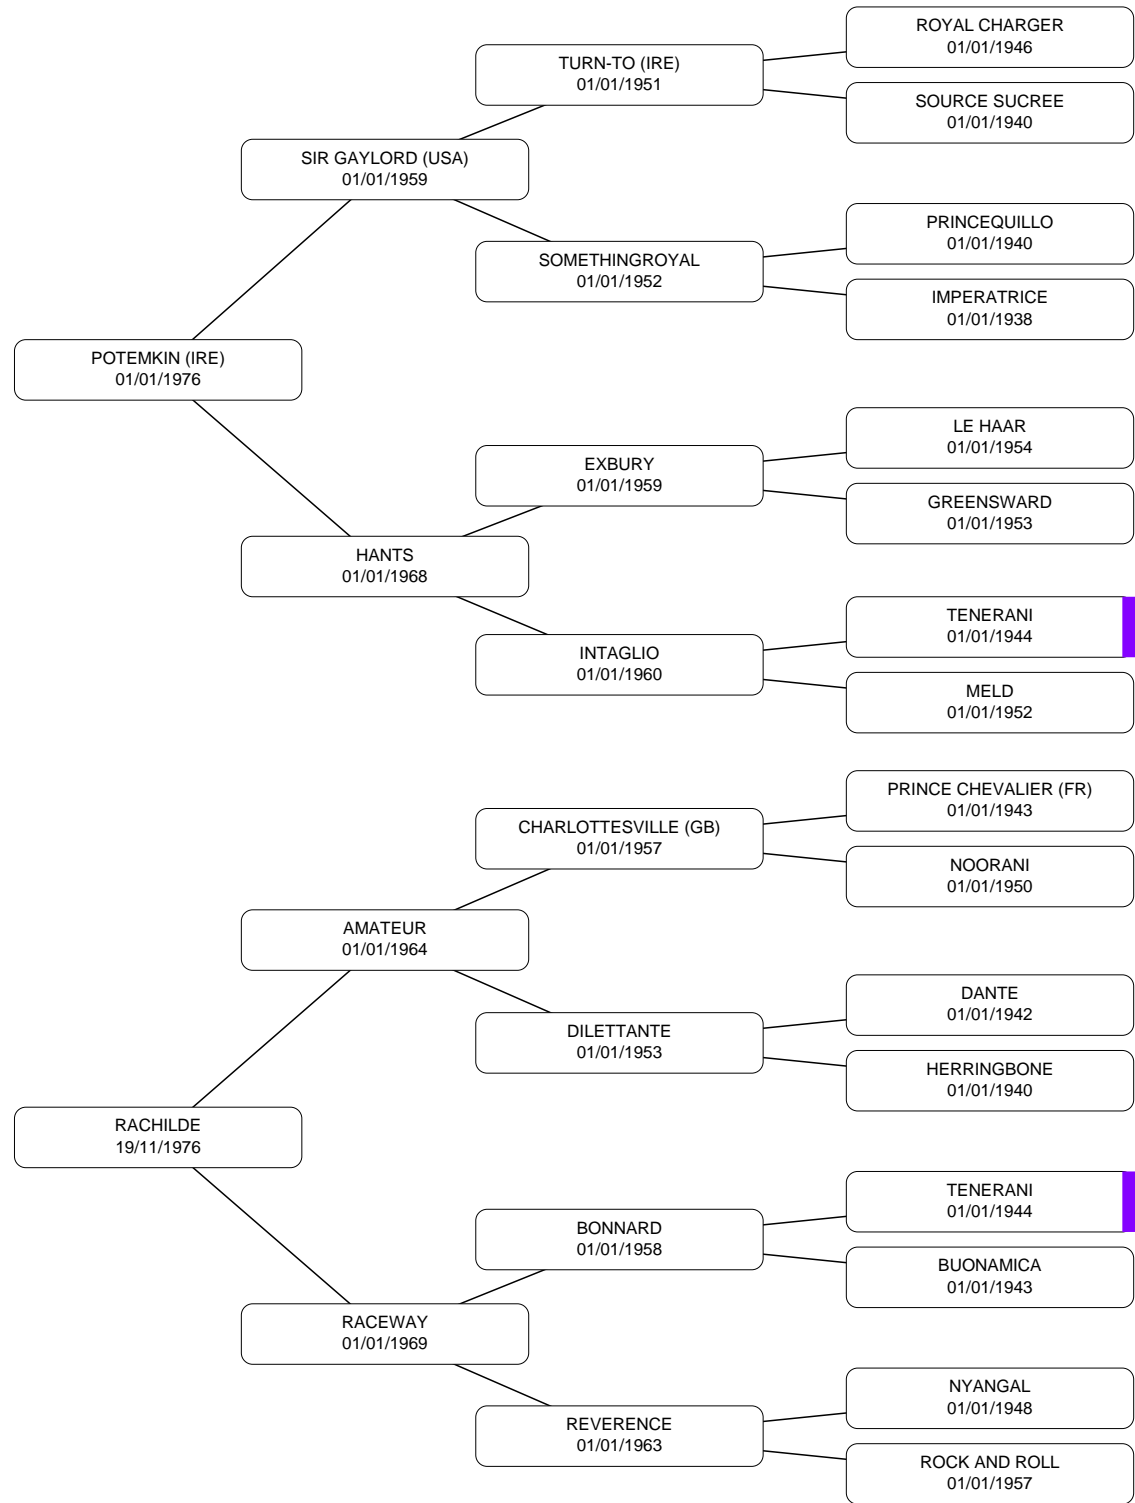 ROYAL CHARGER
01/01/1946
TURN-TO (IRE)
01/01/1951
SOURCE SUCREE
01/01/1940
SIR GAYLORD (USA)
01/01/1959
PRINCEQUILLO
01/01/1940
SOMETHINGROYAL
01/01/1952
IMPERATRICE
01/01/1938
POTEMKIN (IRE)
01/01/1976
LE HAAR
01/01/1954
EXBURY
01/01/1959
GREENSWARD
01/01/1953
HANTS
01/01/1968
TENERANI
01/01/1944
INTAGLIO
01/01/1960
MELD
01/01/1952
PRINCE CHEVALIER (FR)
01/01/1943
CHARLOTTESVILLE (GB)
01/01/1957
NOORANI
01/01/1950
AMATEUR
01/01/1964
DANTE
01/01/1942
DILETTANTE
01/01/1953
HERRINGBONE
01/01/1940
RACHILDE
19/11/1976
TENERANI
01/01/1944
BONNARD
01/01/1958
BUONAMICA
01/01/1943
RACEWAY
01/01/1969
NYANGAL
01/01/1948
REVERENCE
01/01/1963
ROCK AND ROLL
01/01/1957